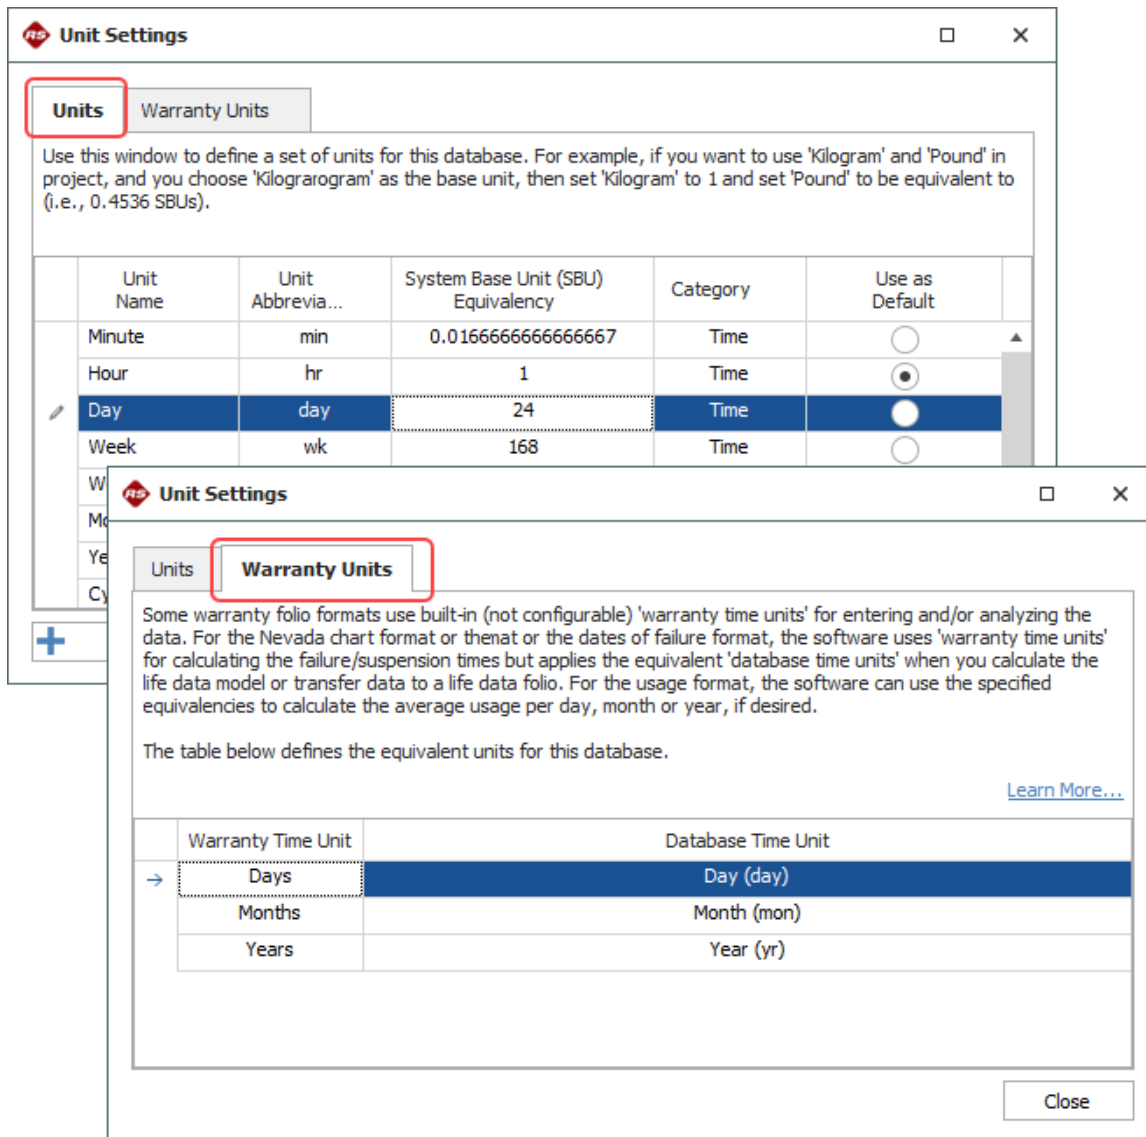 RS Unit Settings
Units
Warranty Units
Use this window to define a set of units for this database. For example, if you want to use 'Kilogram' and 'Pound' in
project, and you choose 'Kilograrogram' as the base unit, then set 'Kilogram' to 1 and set 'Pound' to be equivalent to
(i.e., 0.4536 SBUs).
Unit Name
Unit Abbrevia...
System Base Unit (SBU) Equivalency
Category
Use as Default
Minute min 0.0166666666666667 Time
Hour hr 1 Time
Day day 24 Time
Week wk 168 Time
RS Unit Settings
Units
Warranty Units
Some warranty folio formats use built-in (not configurable) 'warranty time units' for entering and/or analyzing the
data. For the Nevada chart format or themat or the dates of failure format, the software uses 'warranty time units'
for calculating the failure/suspension times but applies the equivalent 'database time units' when you calculate the
life data model or transfer data to a life data folio. For the usage format, the software can use the specified
equivalencies to calculate the average usage per day, month or year, if desired.
The table below defines the equivalent units for this database.
Learn More...
Warranty Time Unit Database Time Unit
Days Day (day)
Months Month (mon)
Years Year (yr)
Close